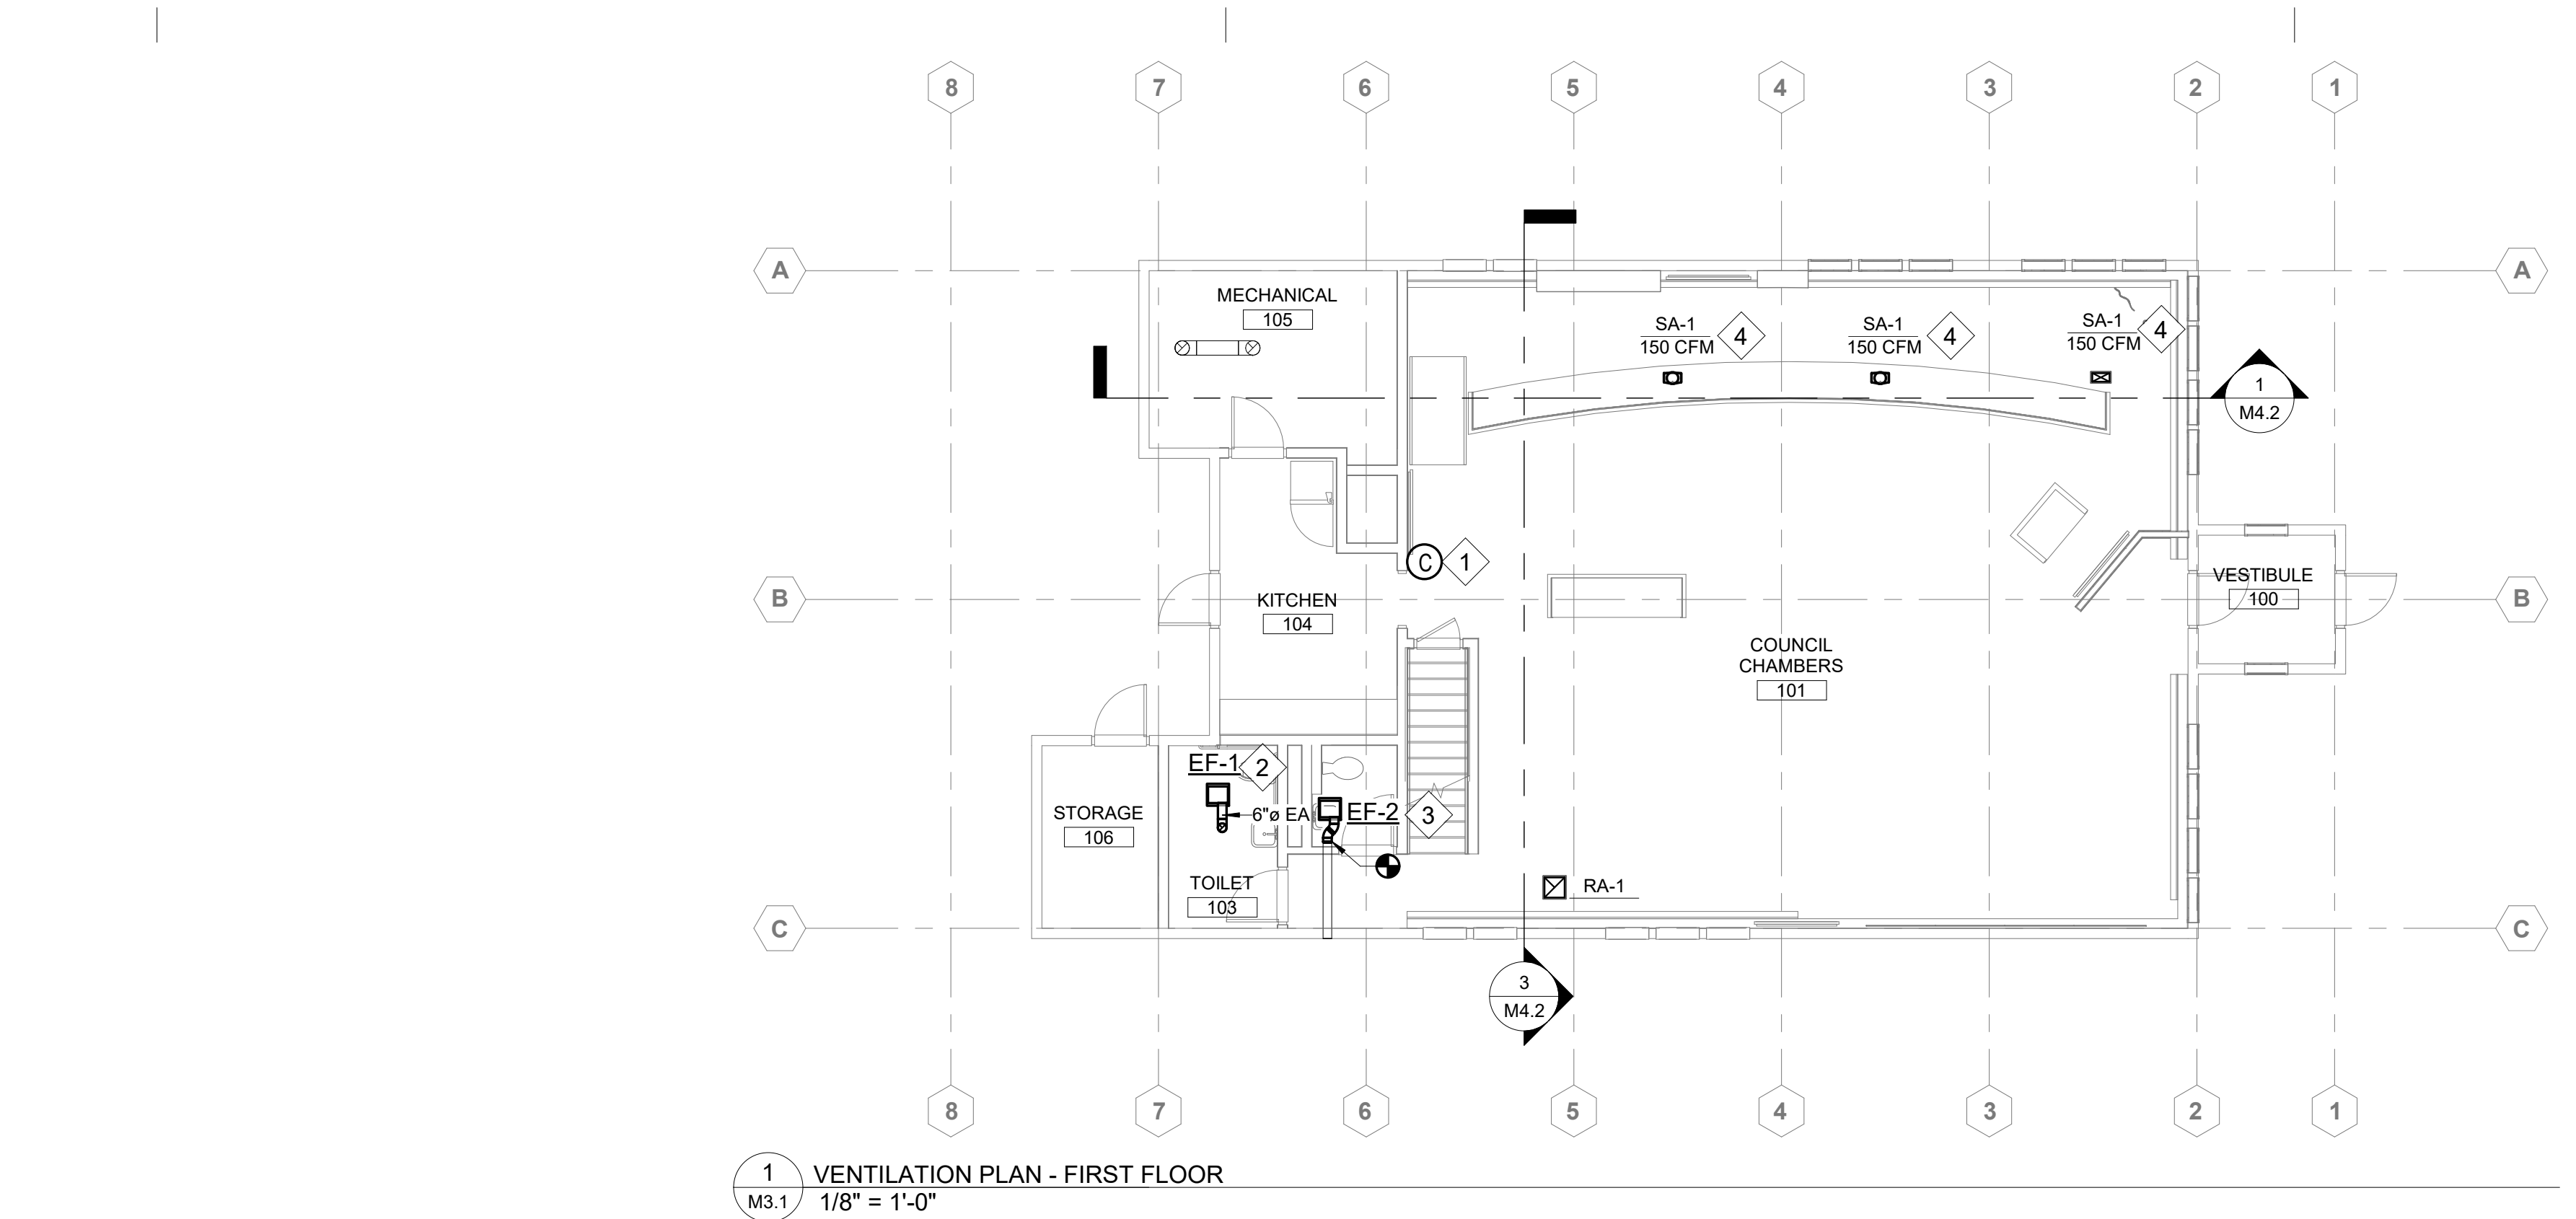 8 7 6 5 4 3 2 1
A A
MECHANICAL
105
SA-1
150 CFM
4
SA-1
150 CFM
4
SA-1
150 CFM
4
1
M4.2
C 1
B B
KITCHEN
104
VESTIBULE
100
COUNCIL
CHAMBERS
101
EF-1 2
6"ø EA
EF-2 3
STORAGE
106
TOILET
103
RA-1
C C
3
M4.2
8 7 6 5 4 3 2 1
1
M3.1
VENTILATION PLAN - FIRST FLOOR
1/8" = 1'-0"